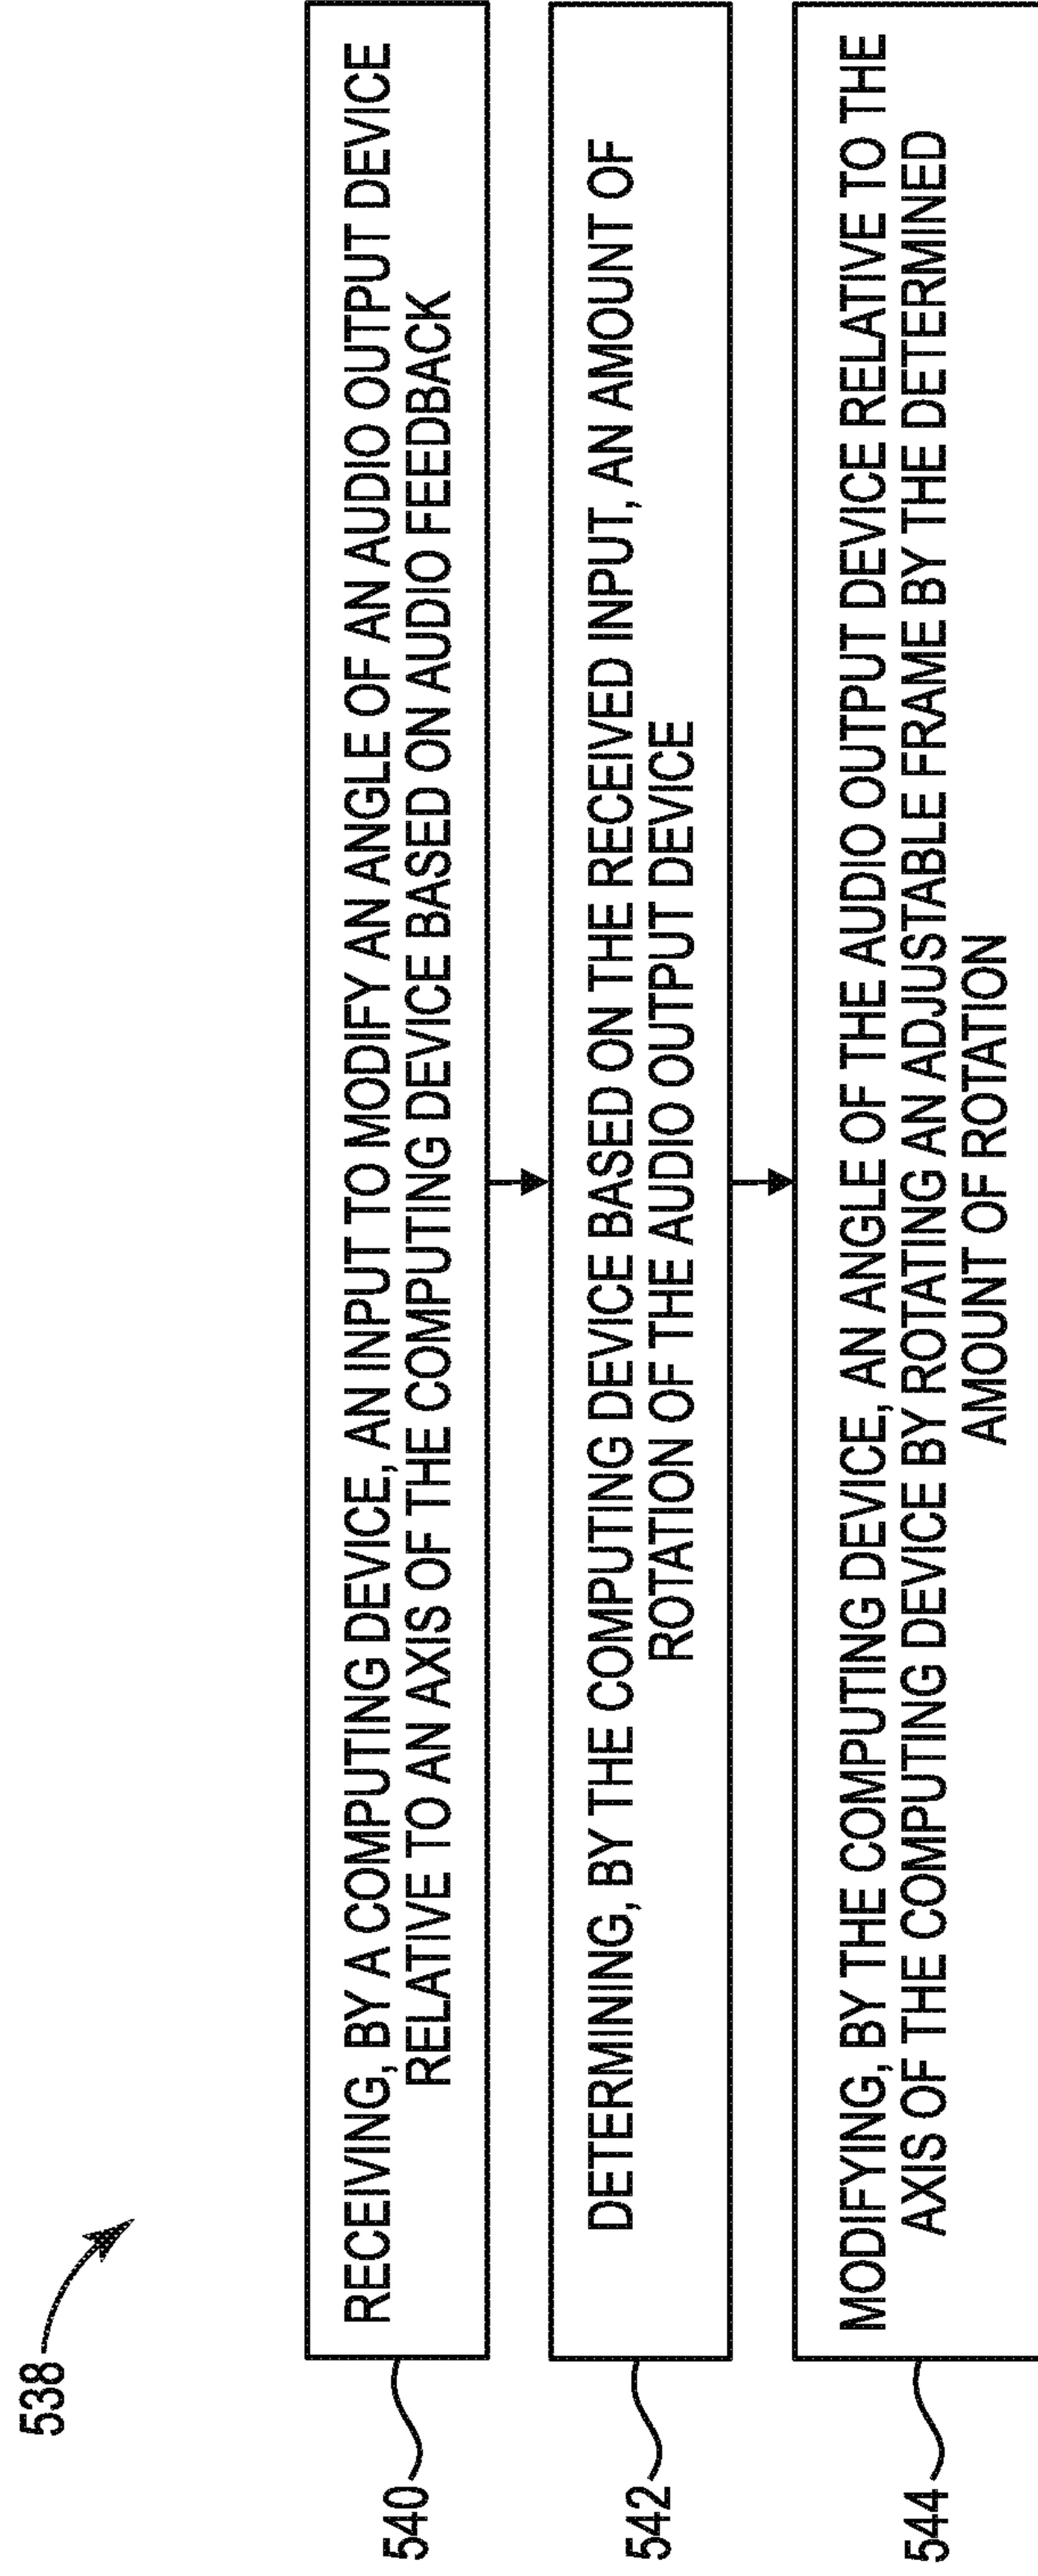 538
540
RECEIVING, BY A COMPUTING DEVICE, AN INPUT TO MODIFY AN ANGLE OF AN AUDIO OUTPUT DEVICE
RELATIVE TO AN AXIS OF THE COMPUTING DEVICE BASED ON AUDIO FEEDBACK
542
DETERMINING, BY THE COMPUTING DEVICE BASED ON THE RECEIVED INPUT, AN AMOUNT OF
ROTATION OF THE AUDIO OUTPUT DEVICE
544
MODIFYING, BY THE COMPUTING DEVICE, AN ANGLE OF THE AUDIO OUTPUT DEVICE RELATIVE TO THE
AXIS OF THE COMPUTING DEVICE BY ROTATING AN ADJUSTABLE FRAME BY THE DETERMINED
AMOUNT OF ROTATION